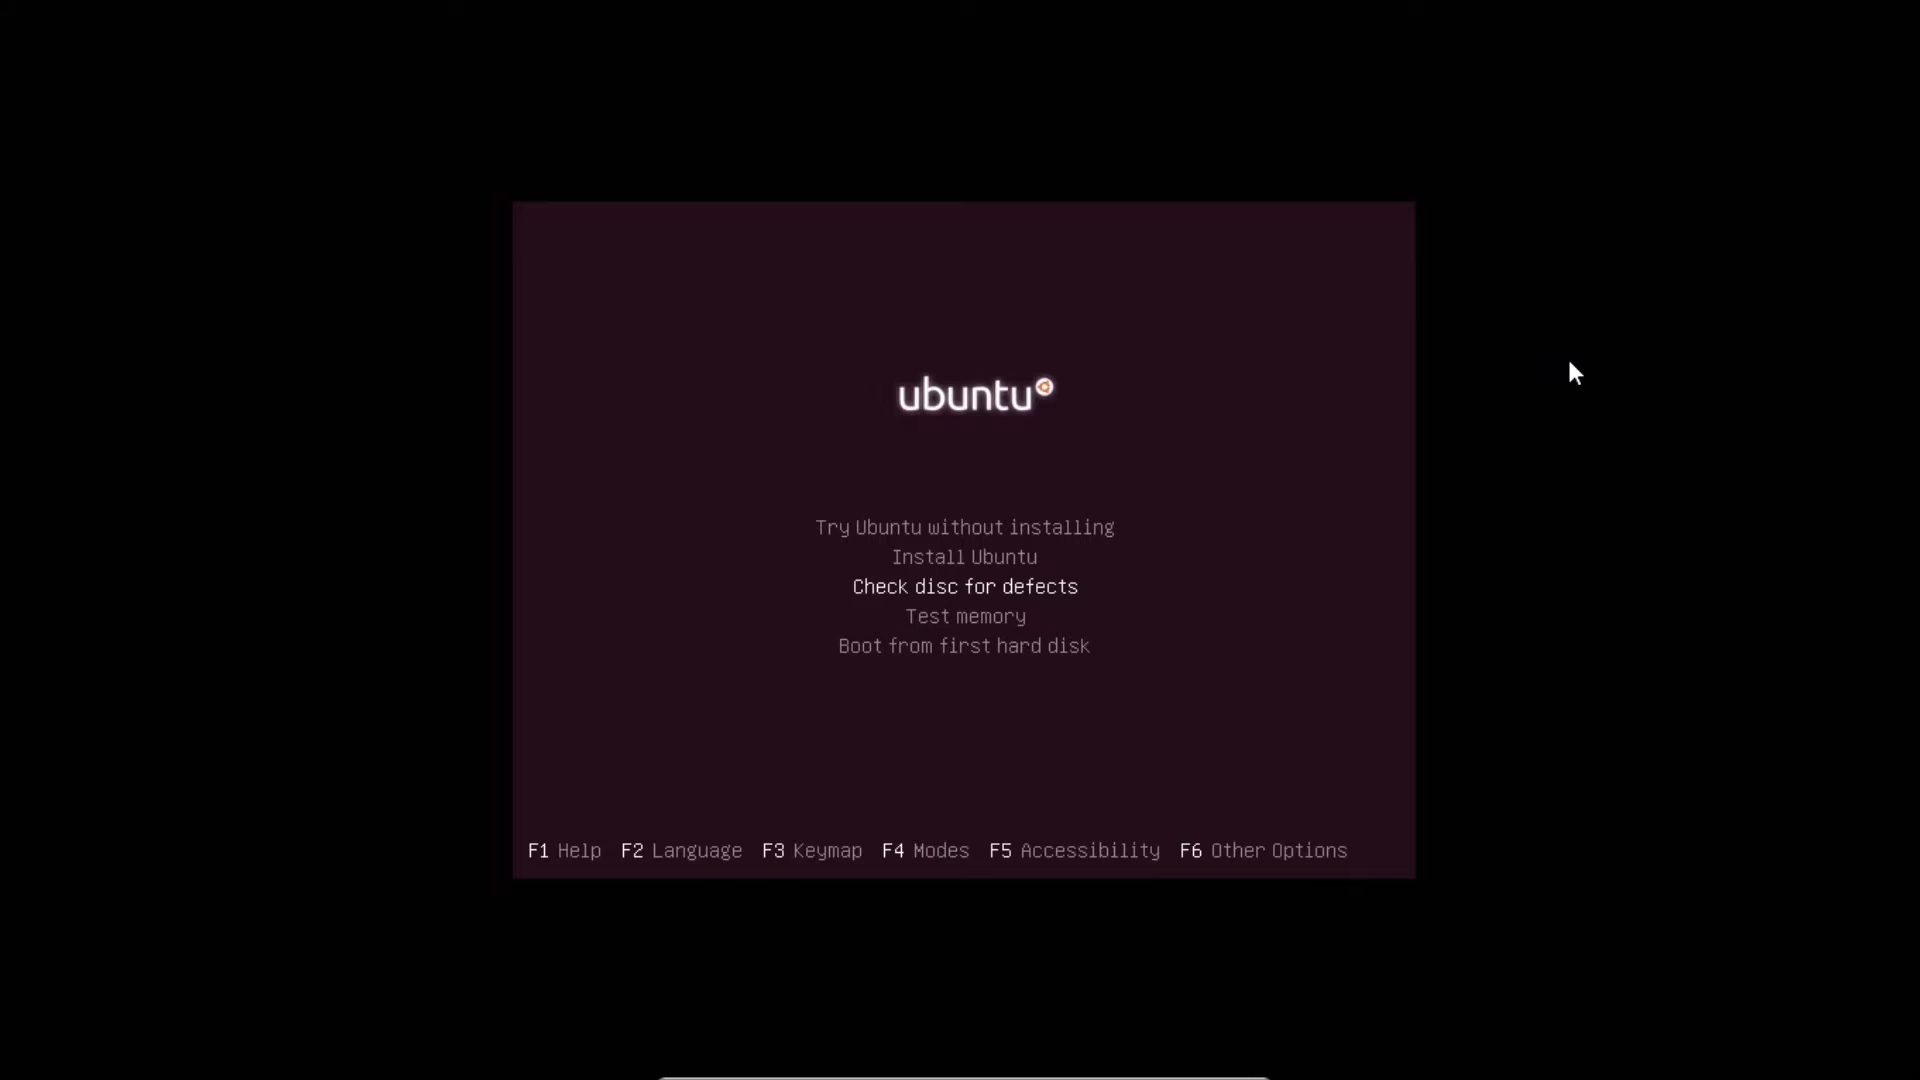 ubuntu
Try Ubuntu without installing
Install Ubuntu
Check disc for defects
Test memory
Boot from first hard disk
F1 Help F2 Language F3 Keymap F4 Modes F5 Accessibility F6 Other Options